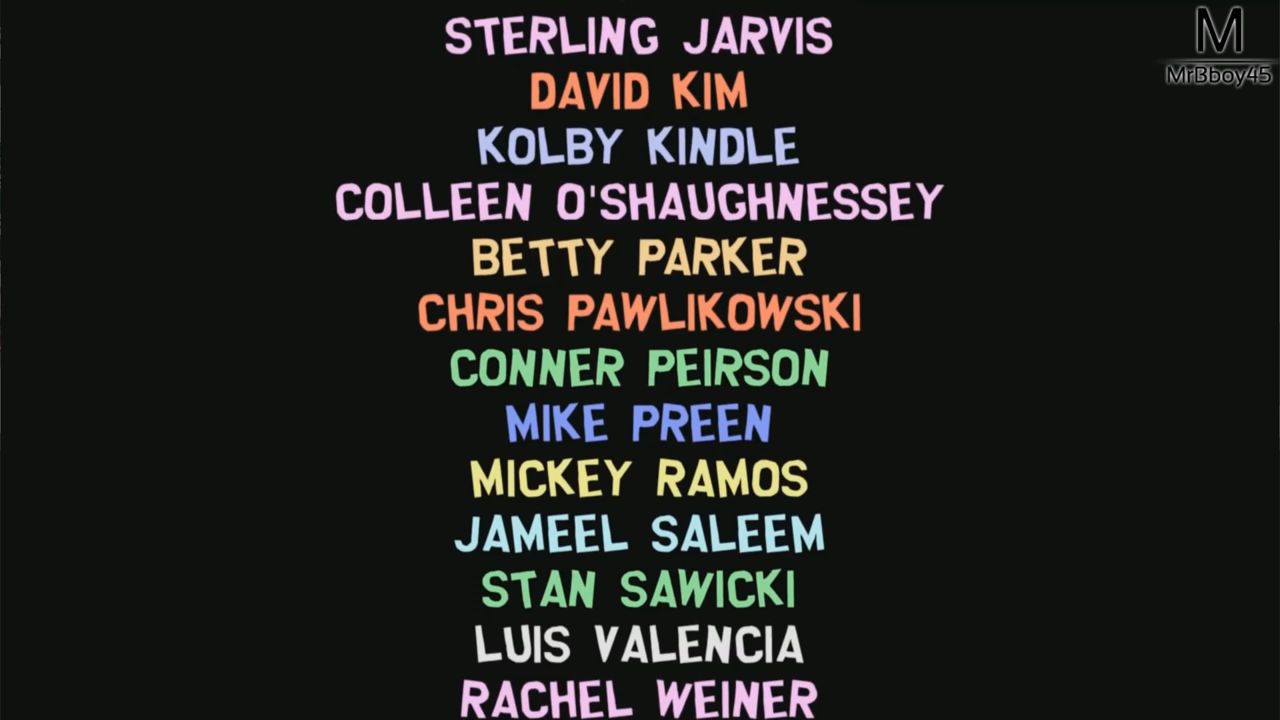 STERLING JARVIS
DAVID KIM
KOLBY KINDLE
COLLEEN O'SHAUGHNESSEY
BETTY PARKER
CHRIS PAWLIKOWSKI
CONNER PEIRSON
MIKE PREEN
MICKEY RAMOS
JAMEEL SALEEM
STAN SAWICKI
LUIS VALENCIA
RACHEL WEINER
M
MrBboy45